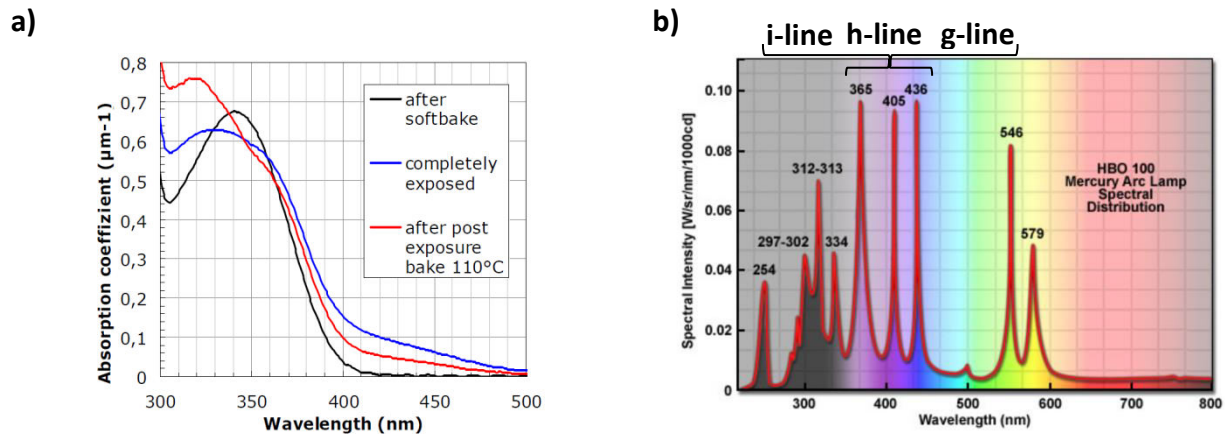 a)
Absorption coeffizient (µm-1)
0,8
0,7
0,6
0,5
0,4
0,3
0,2
0,1
0
300
350
400
450
500
Wavelength (nm)
after
softbake
completely
exposed
after post
exposure
bake 110°C
b)
i-line h-line g-line
Spectral Intensity [W/sr/nm/1000cd]
0.10
0.08
0.06
0.04
0.02
0
254
297-302
312-313
334
365
405
436
546
579
HBO 100
Mercury Arc Lamp
Spectral
Distribution
300
400
500
600
700
800
Wavelength (nm)